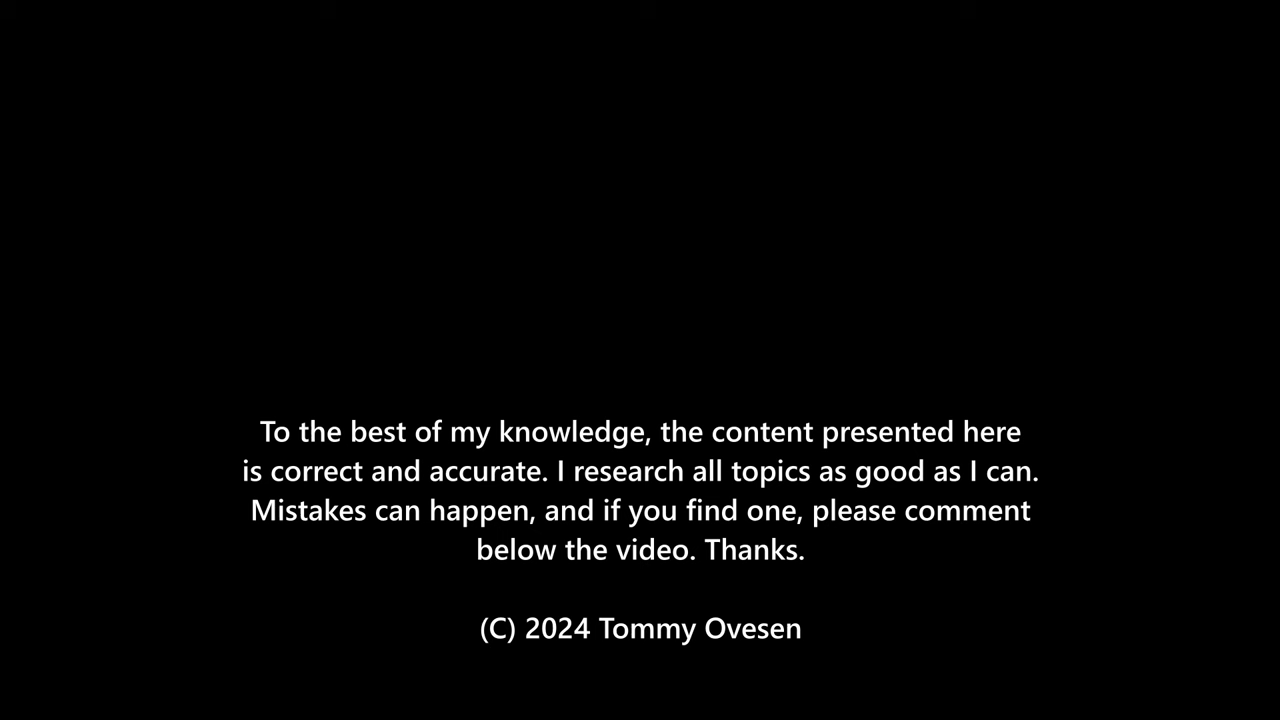 To the best of my knowledge, the content presented here
is correct and accurate. I research all topics as good as I can.
Mistakes can happen, and if you find one, please comment
below the video. Thanks.
(C) 2024 Tommy Ovesen